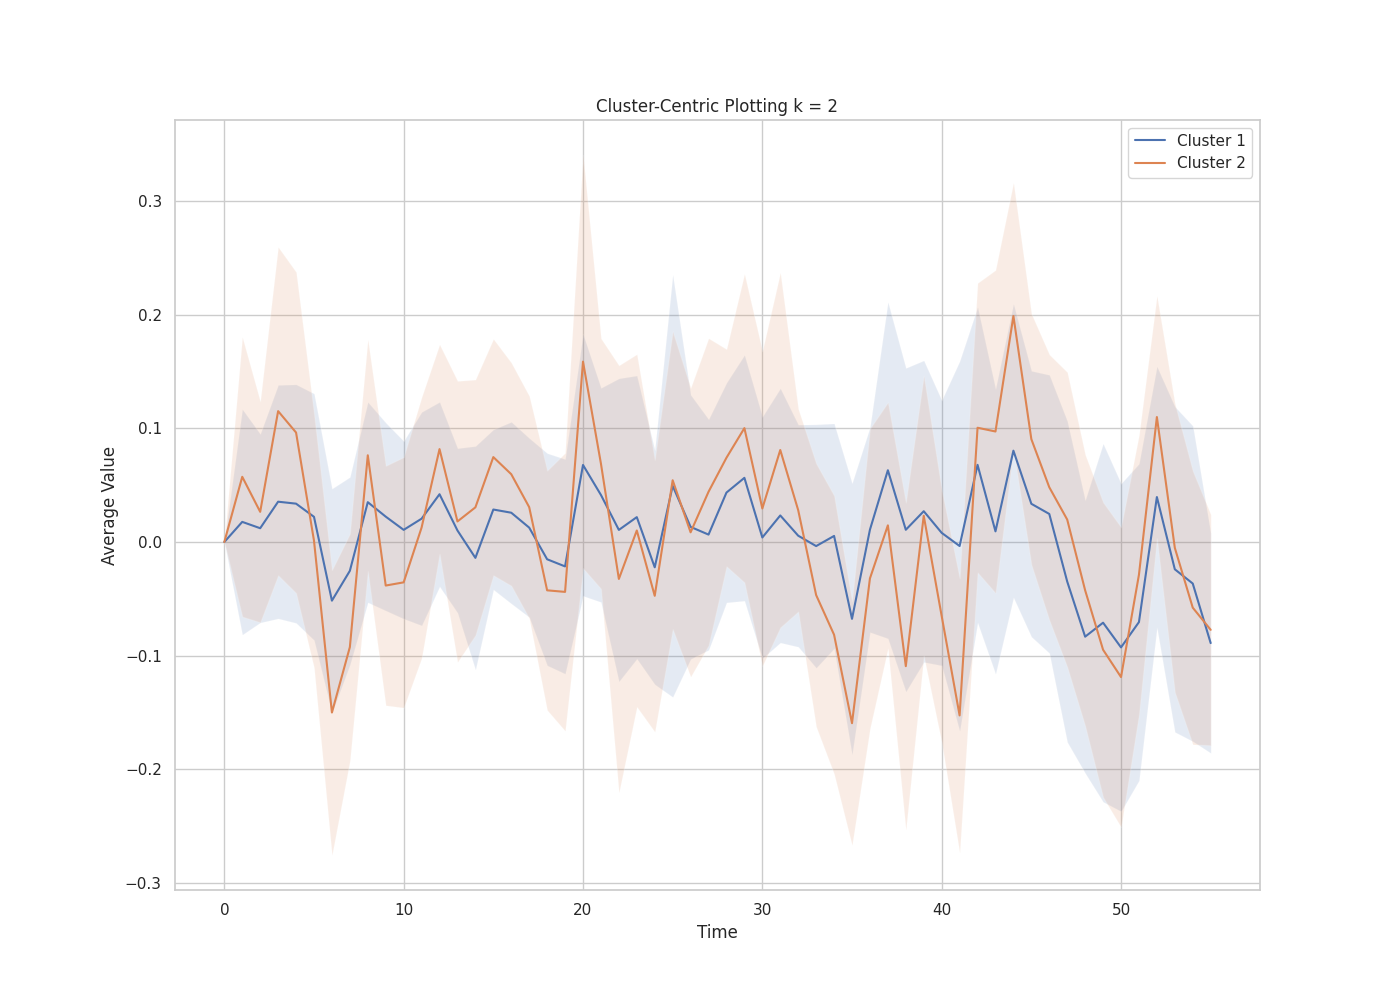 Cluster-Centric Plotting k = 2
Cluster 1
Cluster 2
Average Value
0.3
0.2
0.1
0.0
−0.1
−0.2
−0.3
0 10 20 30 40 50
Time